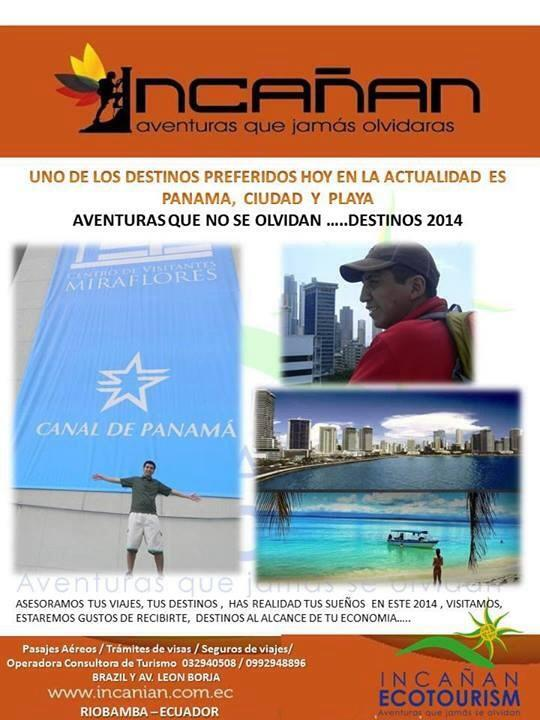 INCAÑAN
aventuras que jamás olvidaras
UNO DE LOS DESTINOS PREFERIDOS HOY EN LA ACTUALIDAD ES
PANAMA, CIUDAD Y PLAYA
AVENTURAS QUE NO SE OLVIDAN .....DESTINOS 2014
CENTRO DE VISITANTES
MIRAFLORES
CANAL DE PANAMÁ
Aventuras que jamás se olvidan
ASESORAMOS TUS VIAJES, TUS DESTINOS , HAS REALIDAD TUS SUEÑOS EN ESTE 2014 , VISITAMOS,
ESTAREMOS GUSTOS DE RECIBIRTE, DESTINOS AL ALCANCE DE TU ECONOMIA.....
Pasajes Aéreos / Trámites de visas / Seguros de viajes/
Operadora Consultora de Turismo 032940508 / 0992948896
BRAZIL Y AV. LEON BORJA
www.incanian.com.ec
RIOBAMBA –ECUADOR
INCAÑAN
ECOTOURISM
Aventuras que jamás se olvidan